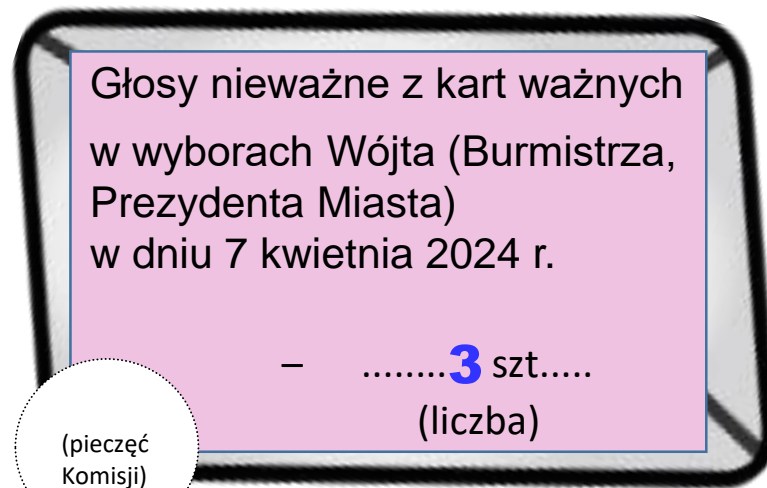 Głosy nieważne z kart ważnych
w wyborach Wójta (Burmistrza,
Prezydenta Miasta)
w dniu 7 kwietnia 2024 r.
– ........3 szt.....
(liczba)
(pieczęć
Komisji)